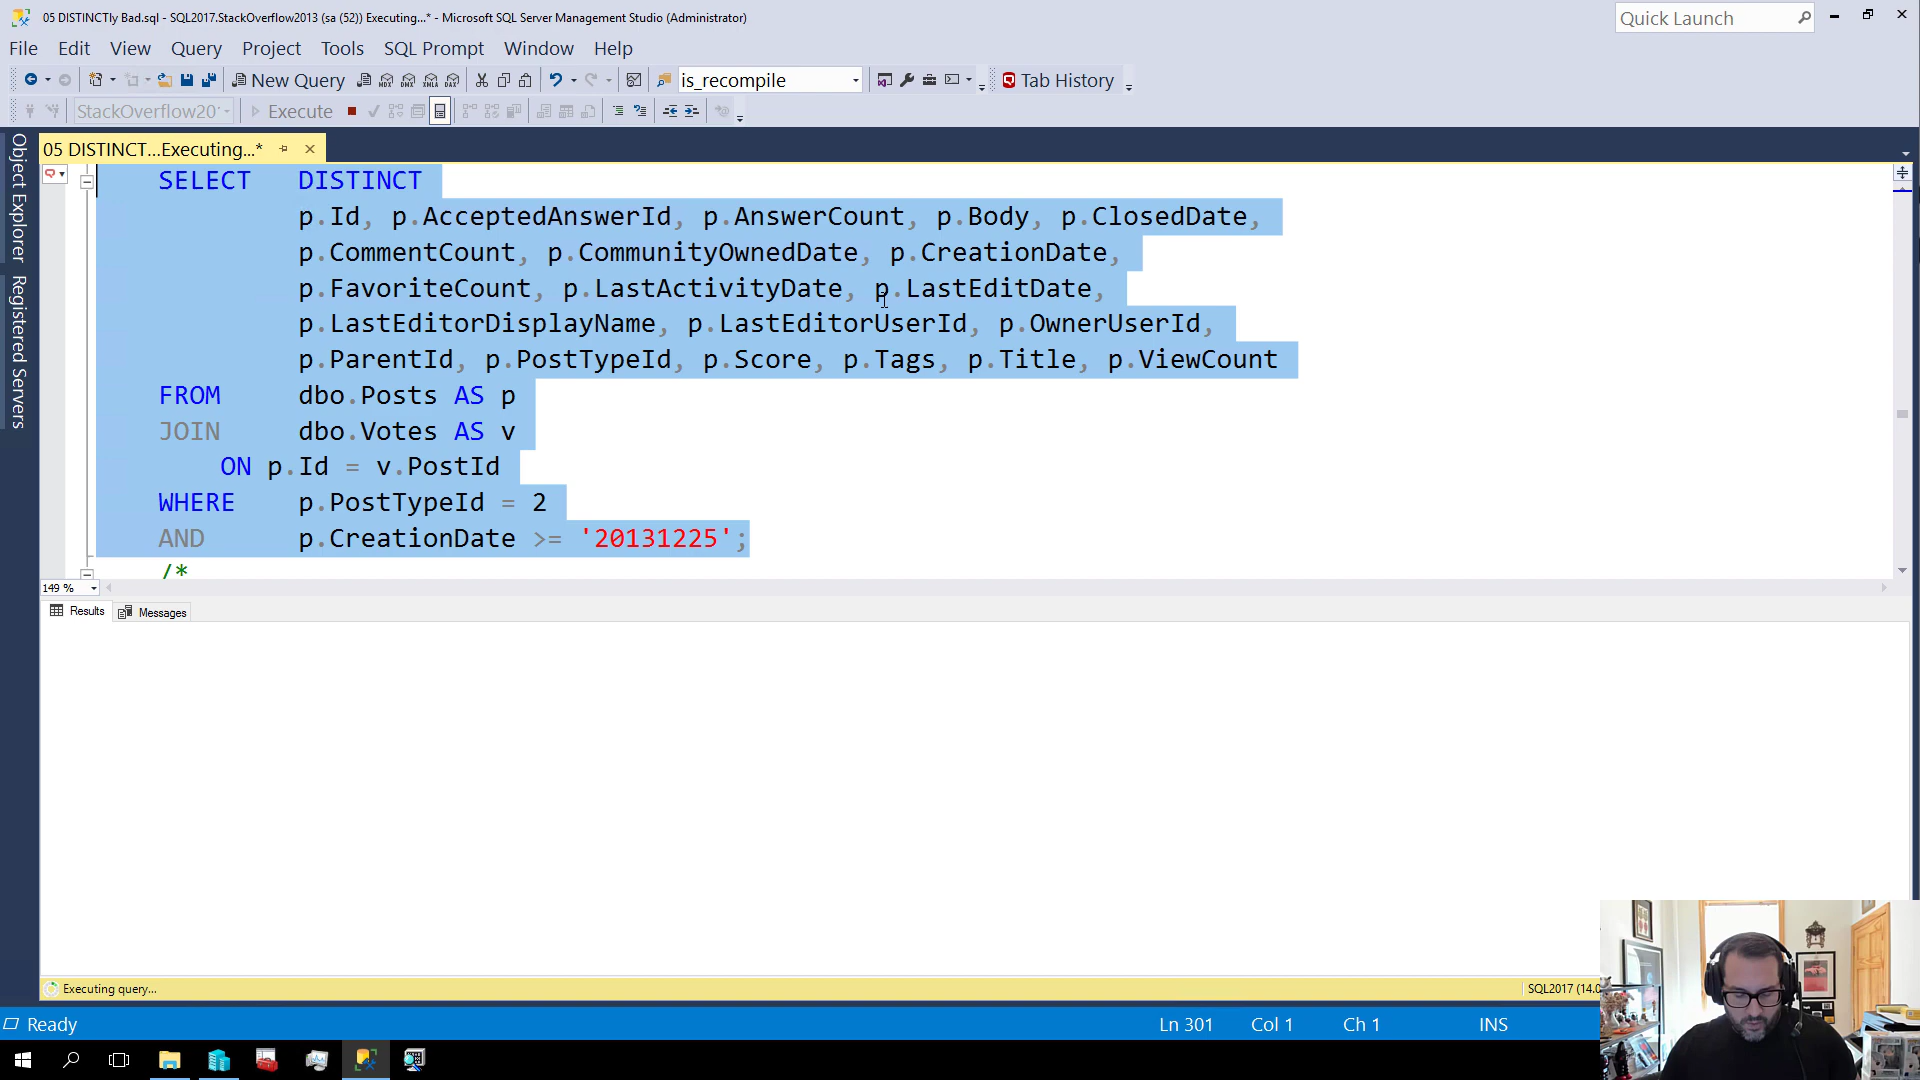 05 DISTINCTly Bad.sql - SQL2017.StackOverflow2013 (sa (52)) Executing...* - Microsoft SQL Server Management Studio (Administrator)
Quick Launch
File Edit View Query Project Tools SQL Prompt Window Help
New Query
is_recompile
Tab History
StackOverflow20
Execute
Object Explorer
Registered Servers
05 DISTINCT...Executing...*
SELECT DISTINCT
p.Id, p.AcceptedAnswerId, p.AnswerCount, p.Body, p.ClosedDate,
p.CommentCount, p.CommunityOwnedDate, p.CreationDate,
p.FavoriteCount, p.LastActivityDate, p.LastEditDate,
p.LastEditorDisplayName, p.LastEditorUserId, p.OwnerUserId,
p.ParentId, p.PostTypeId, p.Score, p.Tags, p.Title, p.ViewCount
FROM dbo.Posts AS p
JOIN dbo.Votes AS v
ON p.Id = v.PostId
WHERE p.PostTypeId = 2
AND p.CreationDate >= '20131225';
/*
149 %
Results Messages
Executing query...
SQL2017 (14.0
Ready
Ln 301 Col 1 Ch 1 INS